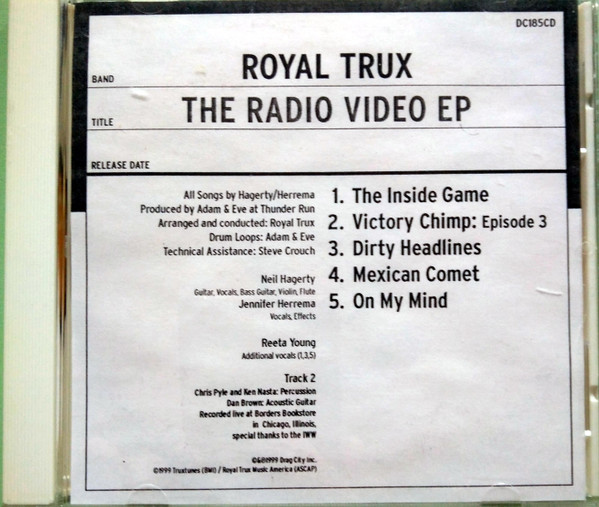 DC185CD
BAND ROYAL TRUX
TITLE THE RADIO VIDEO EP
RELEASE DATE
All Songs by Hagerty/Herrema
Produced by Adam & Eve at Thunder Run
Arranged and conducted: Royal Trux
Drum Loops: Adam & Eve
Technical Assistance: Steve Crouch
Neil Hagerty
Guitar, Vocals, Bass Guitar, Violin, Flute
Jennifer Herrema
Vocals, Effects
Reeta Young
Additional vocals (1,3,5)
Track 2
Chris Pyle and Ken Nasta: Percussion
Dan Brown: Acoustic Guitar
Recorded live at Borders Bookstore
in Chicago, Illinois,
special thanks to the IWW
©&℗1999 Drag City Inc.
©1999 Truxtunes (BMI) / Royal Trux Music America (ASCAP)
1. The Inside Game
2. Victory Chimp: Episode 3
3. Dirty Headlines
4. Mexican Comet
5. On My Mind